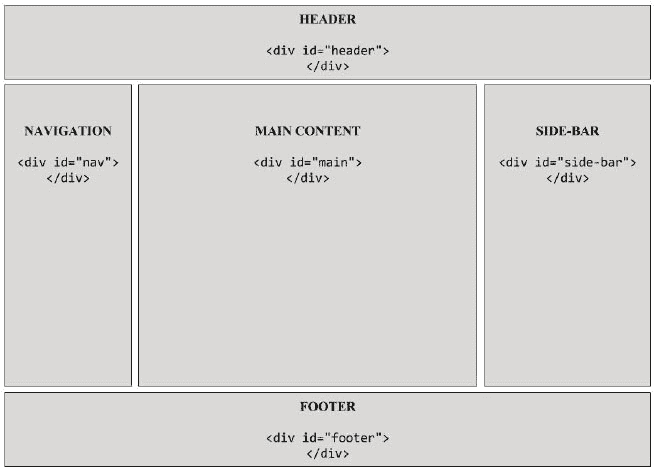 HEADER
<div id="header">
</div>
NAVIGATION
<div id="nav">
</div>
MAIN CONTENT
<div id="main">
</div>
SIDE-BAR
<div id="side-bar">
</div>
FOOTER
<div id="footer">
</div>